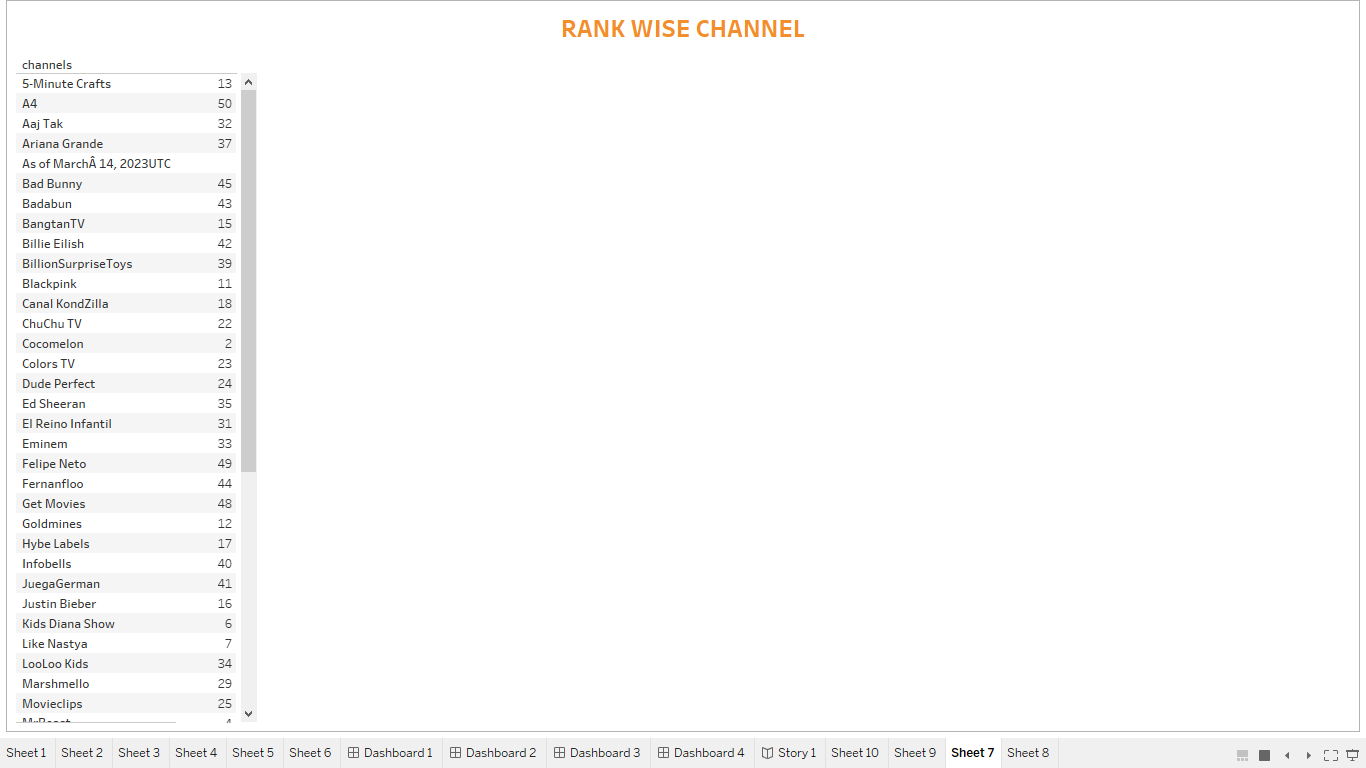 RANK WISE CHANNEL
channels
5-Minute Crafts 13
A4 50
Aaj Tak 32
Ariana Grande 37
As of MarchÂ 14, 2023UTC
Bad Bunny 45
Badabun 43
BangtanTV 15
Billie Eilish 42
BillionSurpriseToys 39
Blackpink 11
Canal KondZilla 18
ChuChu TV 22
Cocomelon 2
Colors TV 23
Dude Perfect 24
Ed Sheeran 35
El Reino Infantil 31
Eminem 33
Felipe Neto 49
Fernanfloo 44
Get Movies 48
Goldmines 12
Hybe Labels 17
Infobells 40
JuegaGerman 41
Justin Bieber 16
Kids Diana Show 6
Like Nastya 7
LooLoo Kids 34
Marshmello 29
Movieclips 25
MrBeast 4
Sheet 1 Sheet 2 Sheet 3 Sheet 4 Sheet 5 Sheet 6 Dashboard 1 Dashboard 2 Dashboard 3 Dashboard 4 Story 1 Sheet 10 Sheet 9 Sheet 7 Sheet 8